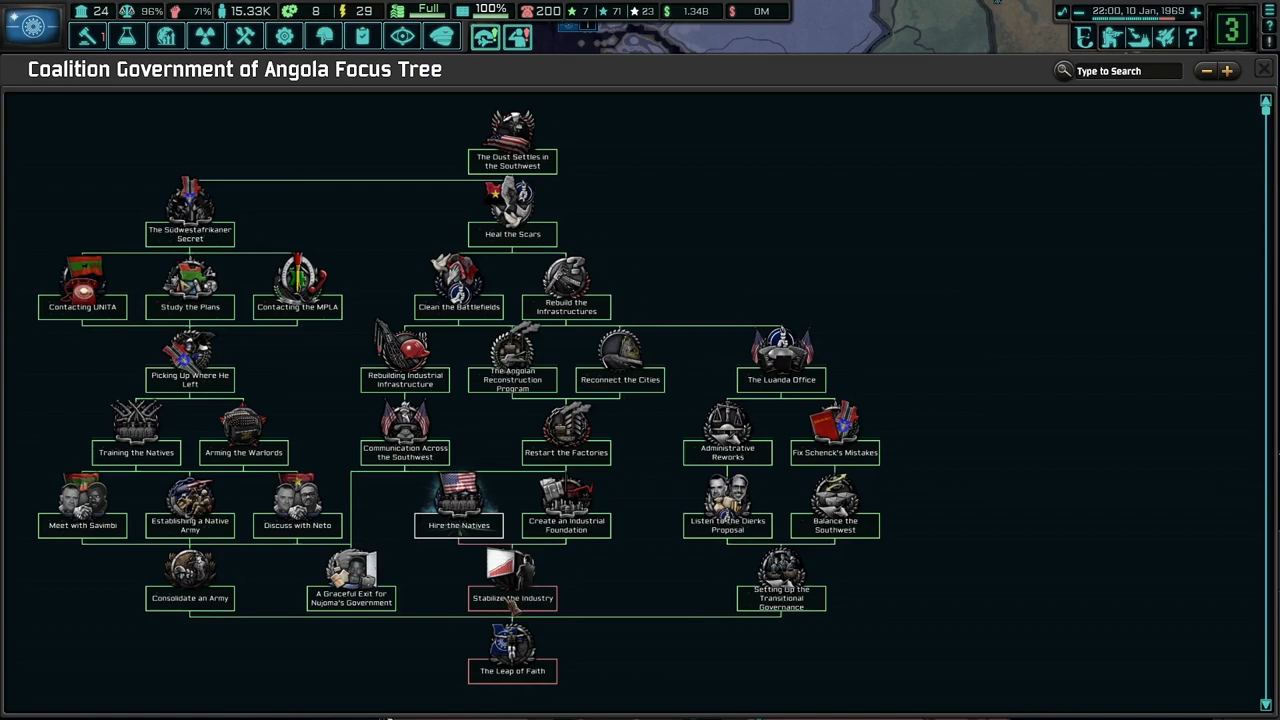 24 96% 71% 15.33K 8 29 Full 100% 200 7 71 23 1.34B 0M 22:00, 10 Jan, 1969 3
1
Coalition Government of Angola Focus Tree
Type to Search
The Dust Settles in
the Southwest
The Südwestafrikaner
Secret
Heal the Scars
Contacting UNITA
Study the Plans
Contacting the MPLA
Clean the Battlefields
Rebuild the
Infrastructures
Picking Up Where He
Left
Rebuilding Industrial
Infrastructure
The Angolan
Reconstruction
Program
Reconnect the Cities
The Luanda Office
Training the Natives
Arming the Warlords
Communication Across
the Southwest
Restart the Factories
Administrative
Reworks
Fix Schenck's Mistakes
Meet with Savimbi
Establishing a Native
Army
Discuss with Neto
Hire the Natives
Create an Industrial
Foundation
Listen to the Dierks
Proposal
Balance the
Southwest
Consolidate an Army
A Graceful Exit for
Nujoma's Government
Stabilize the Industry
Setting Up the
Transitional
Governance
The Leap of Faith